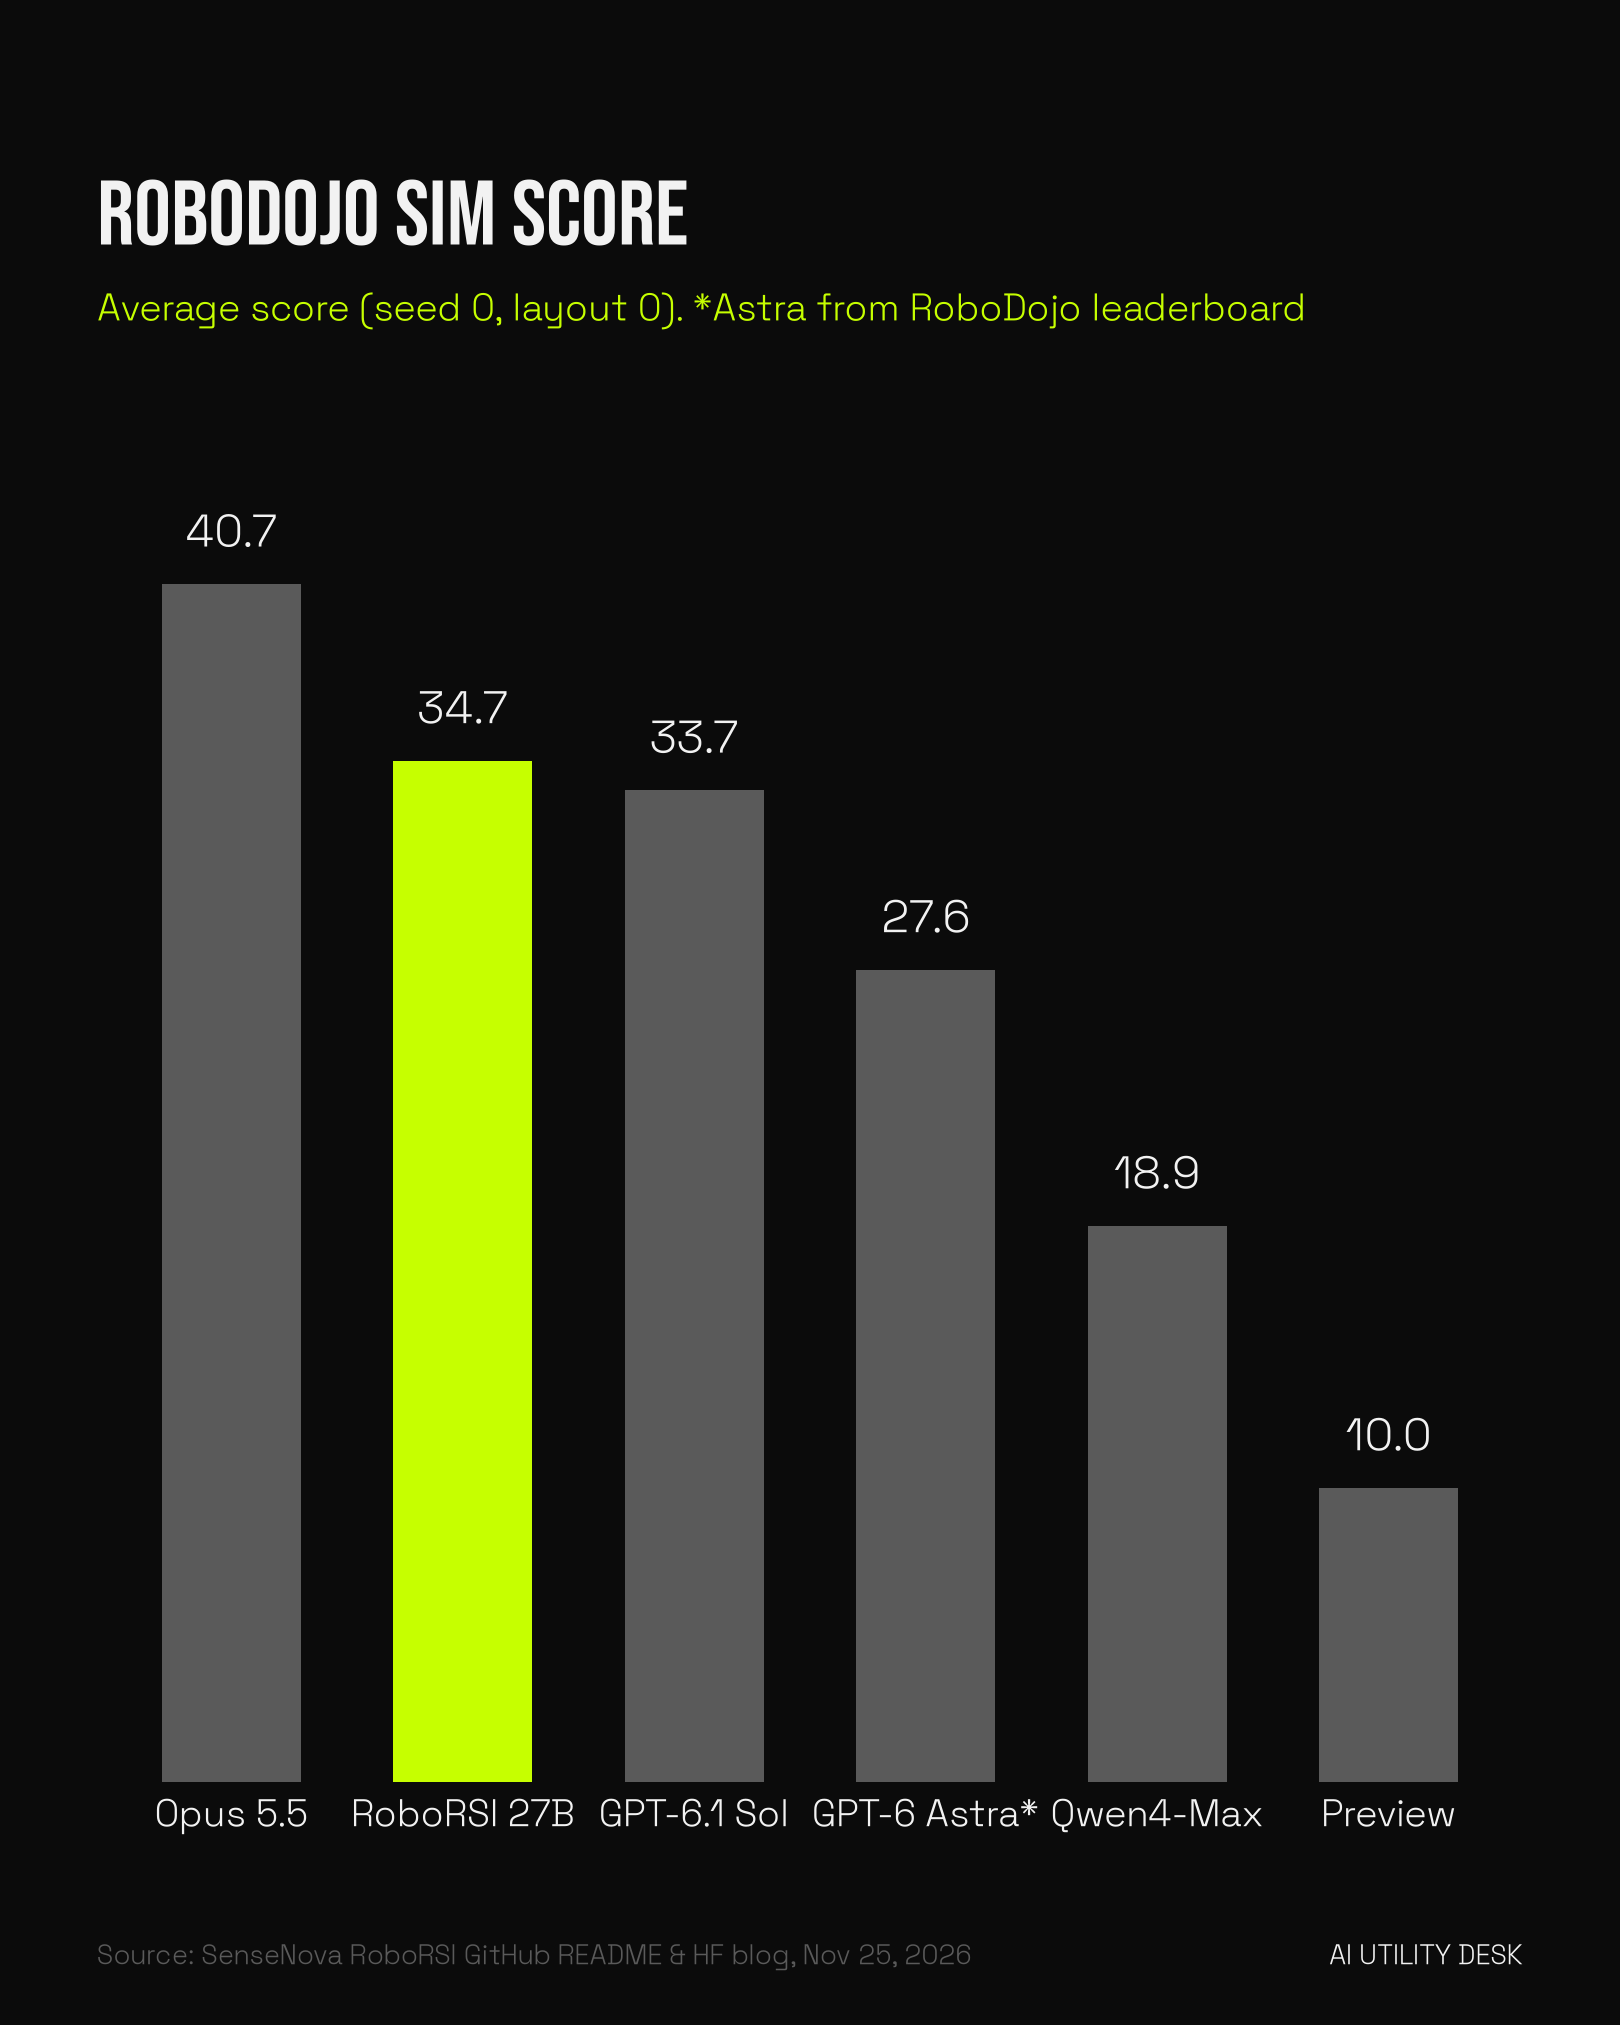 ROBODOJO SIM SCORE
Average score (seed 0, layout 0). *Astra from RoboDojo leaderboard
40.7
34.7
33.7
27.6
18.9
10.0
Opus 5.5 RoboRSI 27B GPT-6.1 Sol GPT-6 Astra* Qwen4-Max Preview
Source: SenseNova RoboRSI GitHub README & HF blog, Nov 25, 2026
AI UTILITY DESK